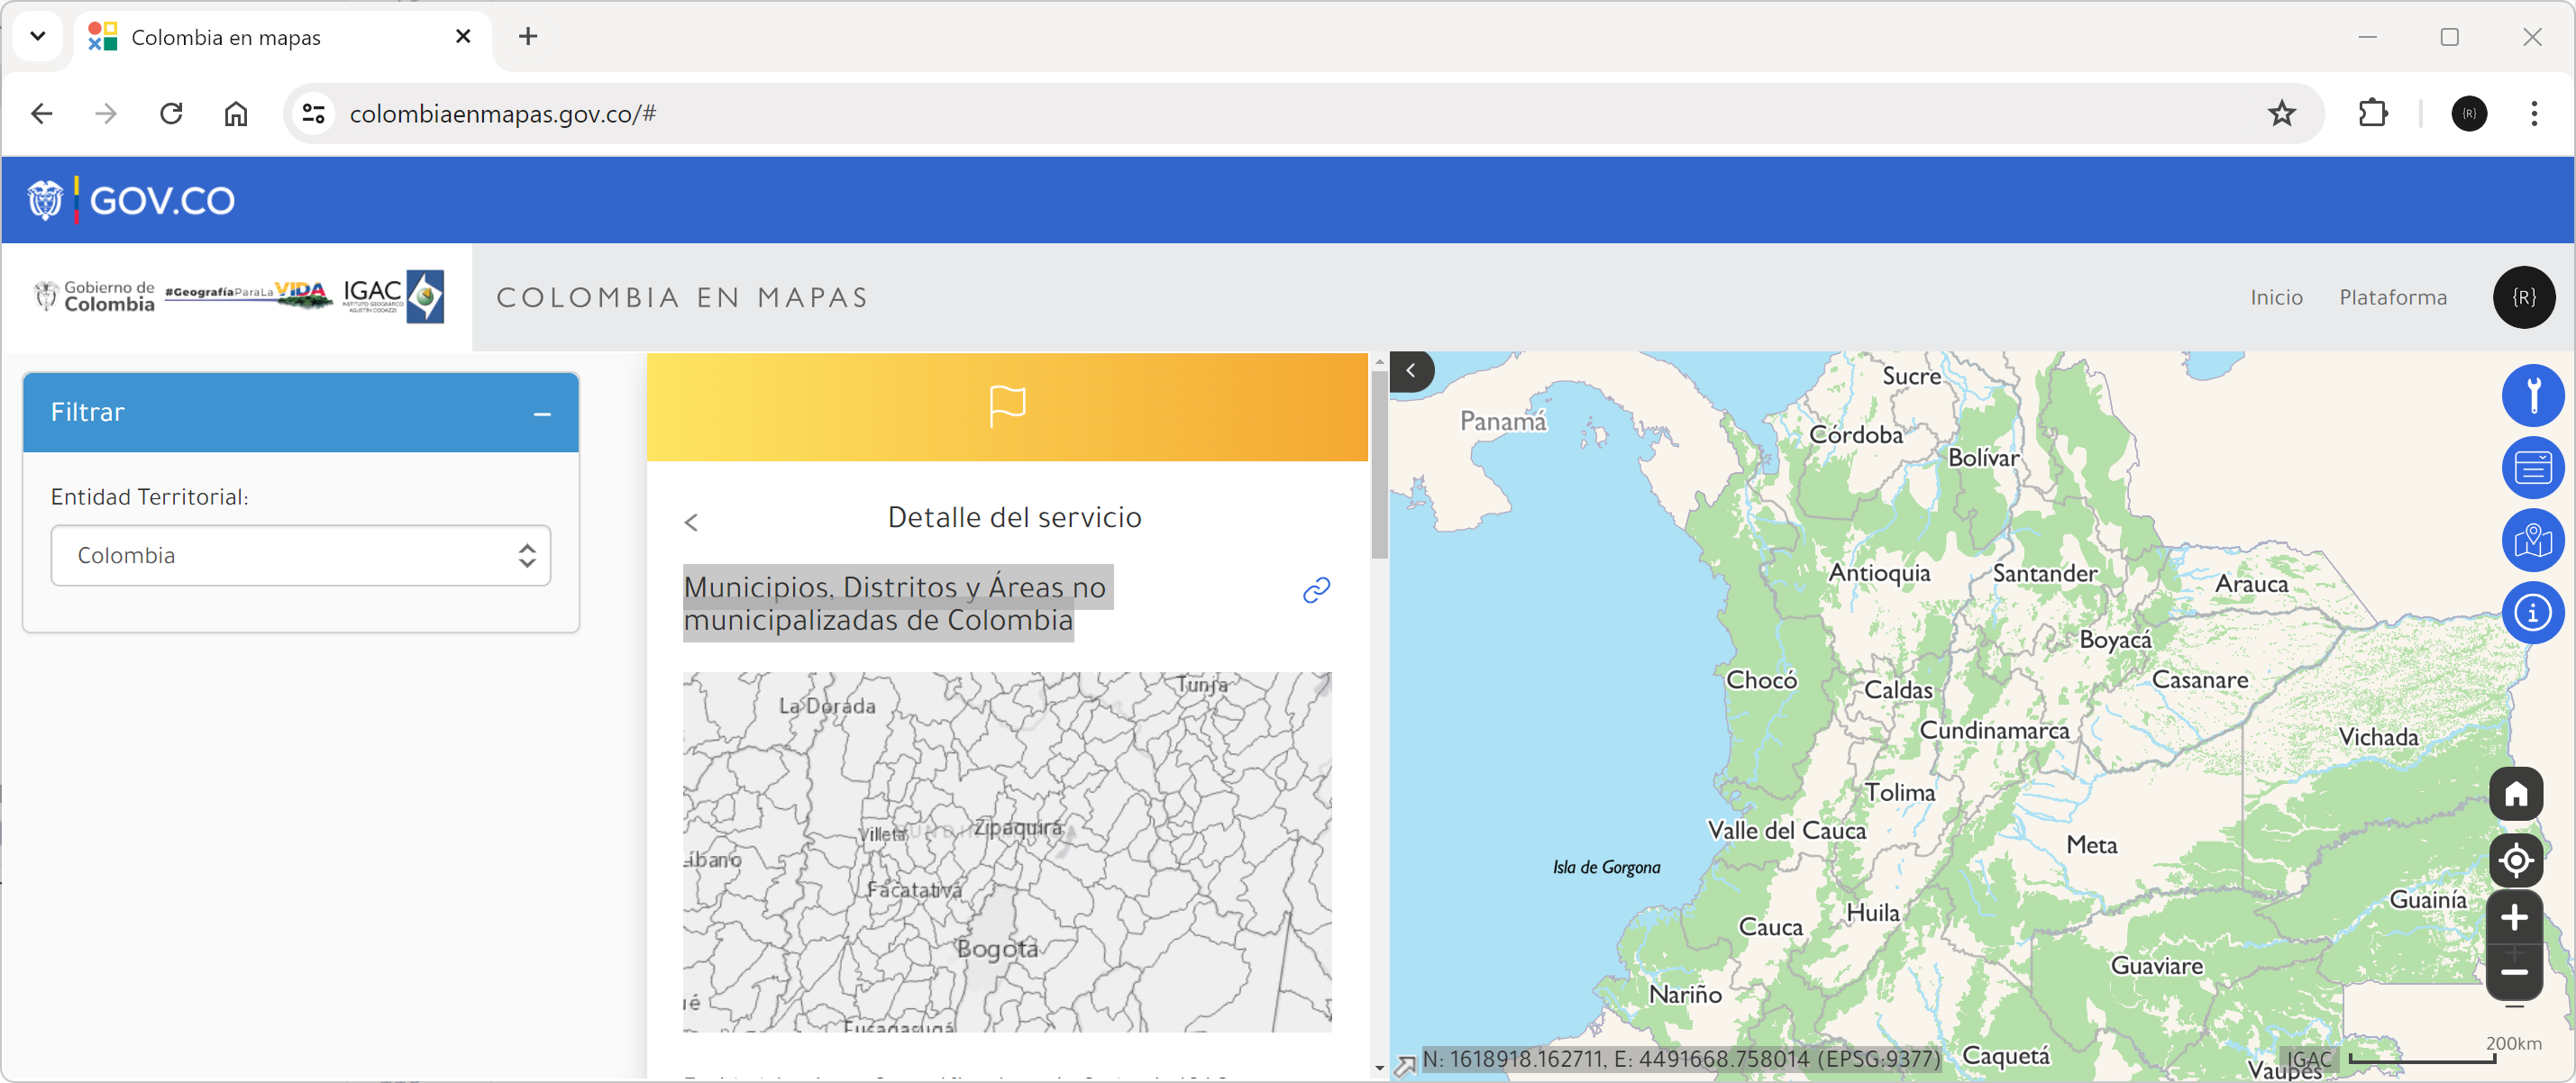 Colombia en mapas
colombiaenmapas.gov.co/#
{R}
GOV.CO
Gobierno de
Colombia
#GeografíaParaLaVIDA
IGAC
INSTITUTO GEOGRÁFICO
AGUSTÍN CODAZZI
COLOMBIA EN MAPAS
Inicio
Plataforma
{R}
Filtrar
Entidad Territorial:
Colombia
Detalle del servicio
Municipios, Distritos y Áreas no
municipalizadas de Colombia
Tunja
La Dorada
Villeta
Zipaquirá
Líbano
Facatativá
Bogotá
Fusagasugá
Sucre
Panamá
Córdoba
Bolívar
Antioquia
Santander
Arauca
Boyacá
Chocó
Caldas
Casanare
Cundinamarca
Vichada
Tolima
Valle del Cauca
Meta
Isla de Gorgona
Guainía
Huila
Cauca
Guaviare
Nariño
200km
N: 1618918.162711, E: 4491668.758014 (EPSG:9377)
Caquetá
IGAC
Vaupés